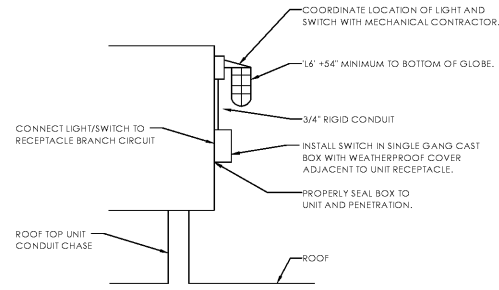 COORDINATE LOCATION OF LIGHT AND
SWITCH WITH MECHANICAL CONTRACTOR.
'L6' +54" MINIMUM TO BOTTOM OF GLOBE.
3/4" RIGID CONDUIT
CONNECT LIGHT/SWITCH TO
RECEPTACLE BRANCH CIRCUIT
INSTALL SWITCH IN SINGLE GANG CAST
BOX WITH WEATHERPROOF COVER
ADJACENT TO UNIT RECEPTACLE.
PROPERLY SEAL BOX TO
UNIT AND PENETRATION.
ROOF TOP UNIT
CONDUIT CHASE
ROOF